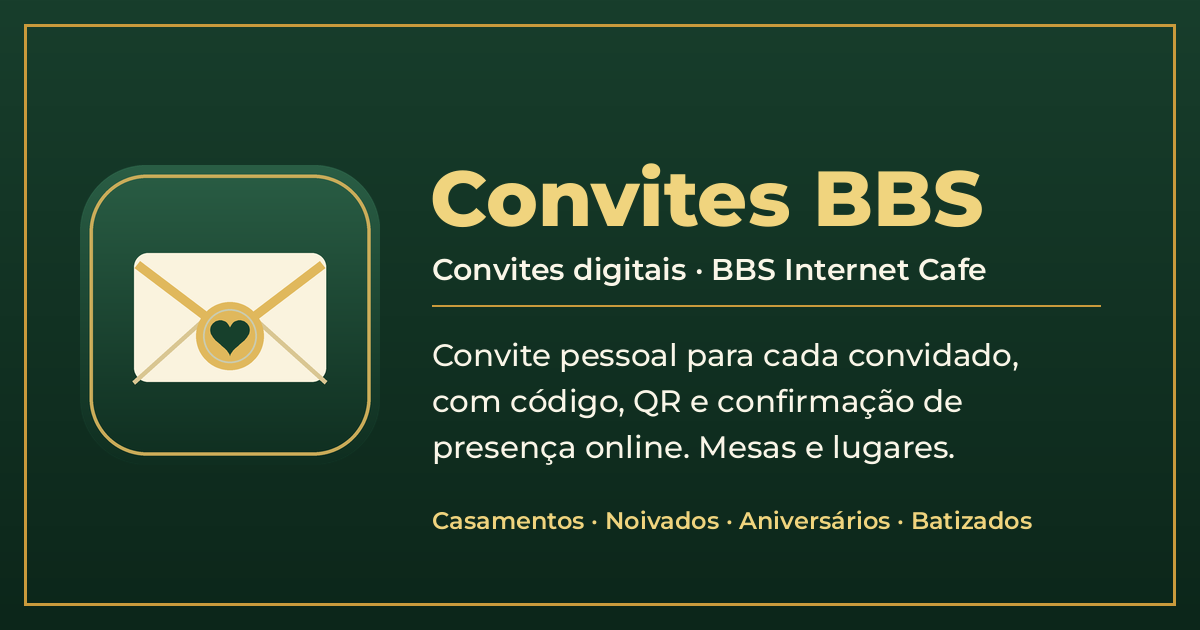 Convites BBS
Convites digitais · BBS Internet Cafe
Convite pessoal para cada convidado,
com código, QR e confirmação de
presença online. Mesas e lugares.
Casamentos · Noivados · Aniversários · Batizados